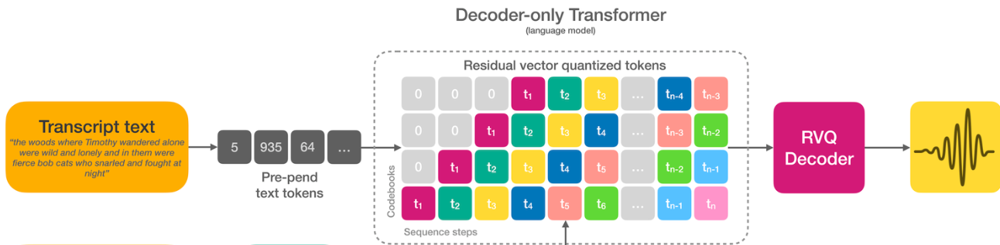 Decoder-only Transformer
(language model)
Residual vector quantized tokens
0 0 0 t₁ t₂ t₃ ... tₙ₋₄ tₙ₋₃
0 0 t₁ t₂ t₃ t₄ ... tₙ₋₃ tₙ₋₂
0 t₁ t₂ t₃ t₄ t₅ ... tₙ₋₂ tₙ₋₁
t₁ t₂ t₃ t₄ t₅ t₆ ... tₙ₋₁ tₙ
Codebooks
Sequence steps
Transcript text
“the woods where Timothy wandered alone
were wild and lonely and in them were
fierce bob cats who snarled and fought at
night”
5 935 64 ...
Pre-pend
text tokens
RVQ
Decoder